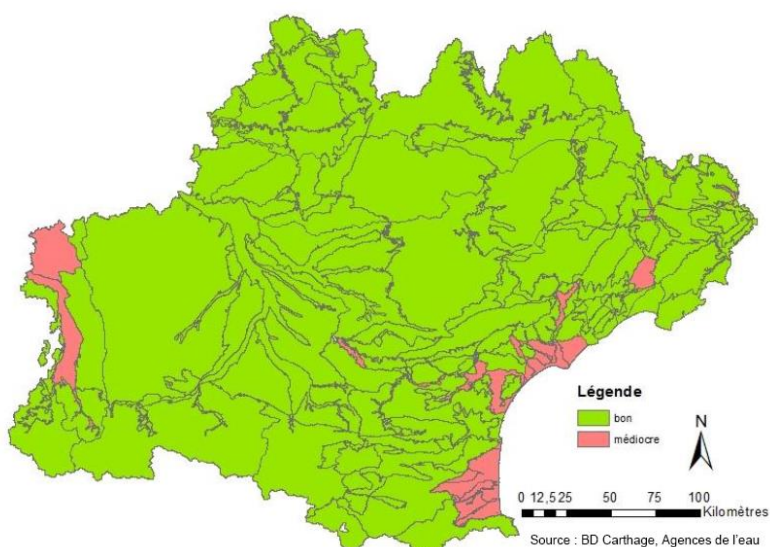 Légende
bon
médiocre
N
0 12,5 25 50 75 100
Kilomètres
Source : BD Carthage, Agences de l'eau